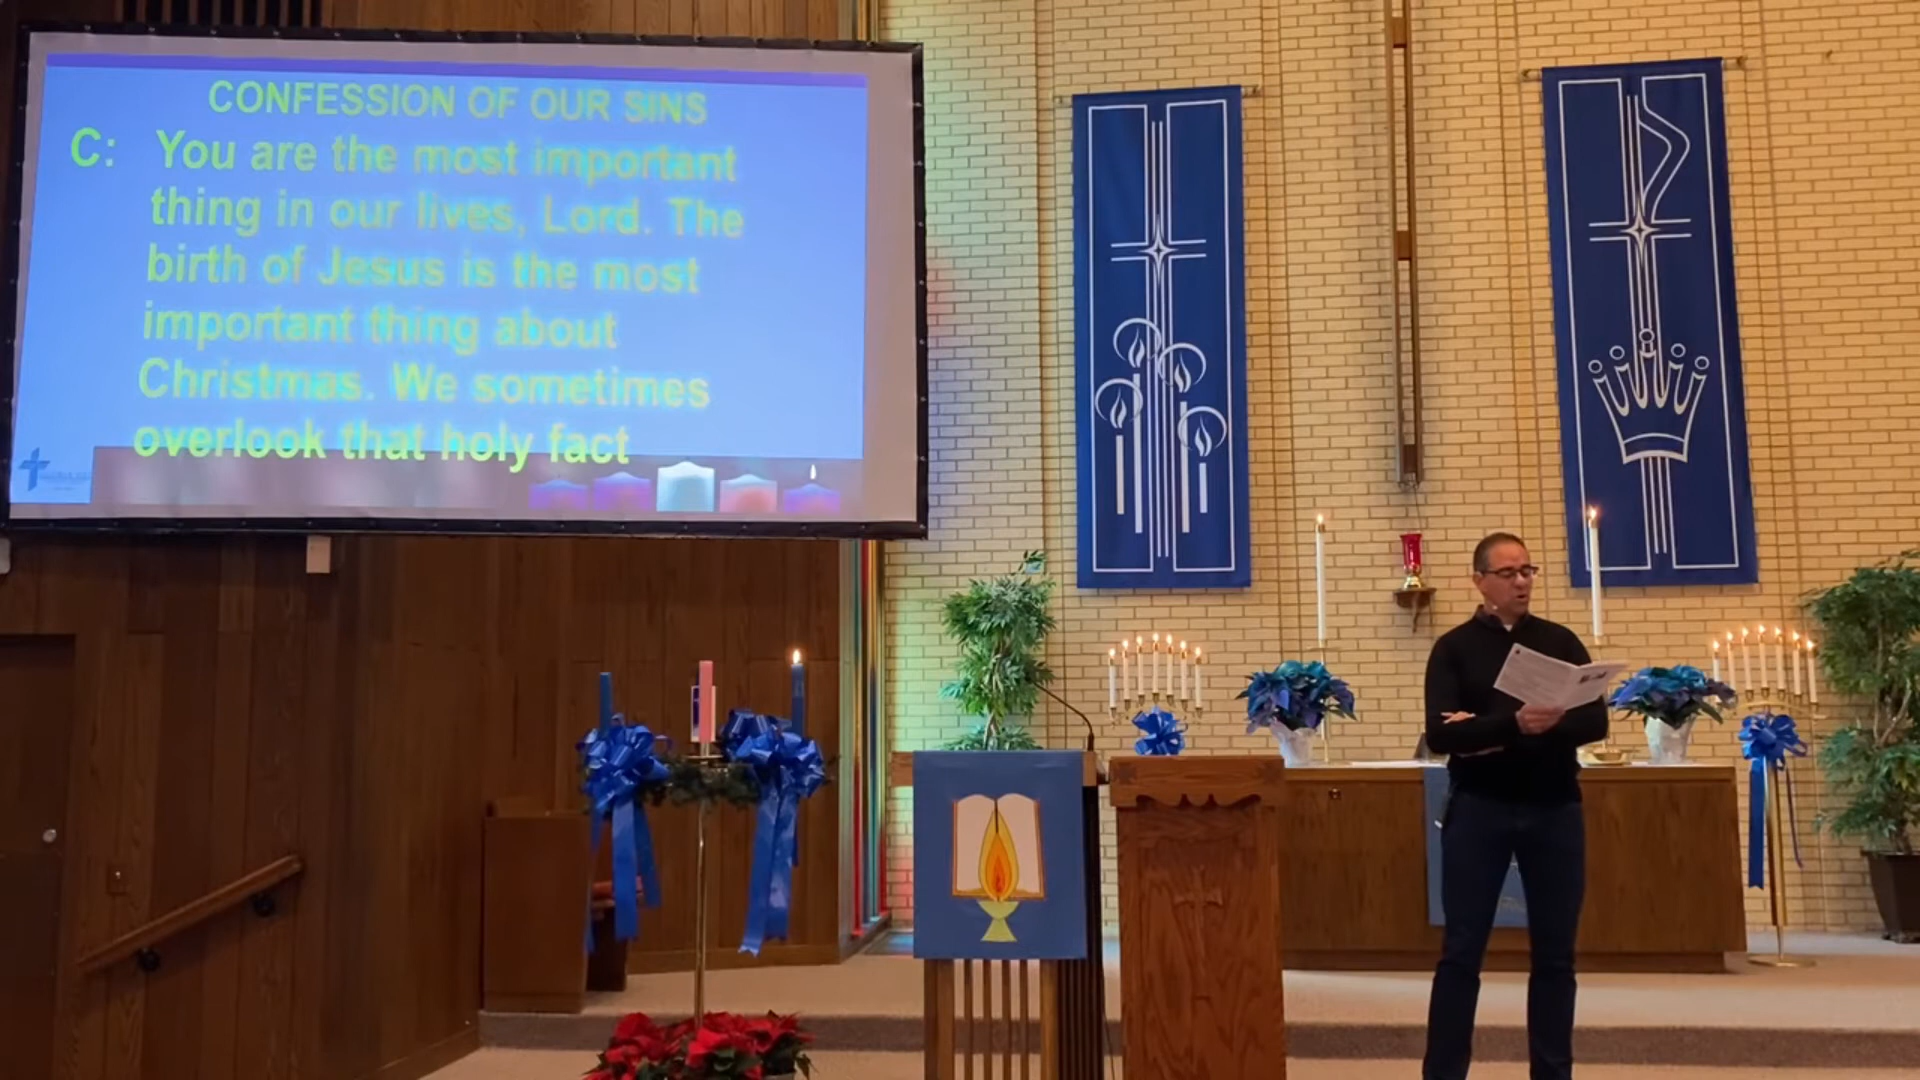 CONFESSION OF OUR SINS
C: You are the most important
thing in our lives, Lord. The
birth of Jesus is the most
important thing about
Christmas. We sometimes
overlook that holy fact